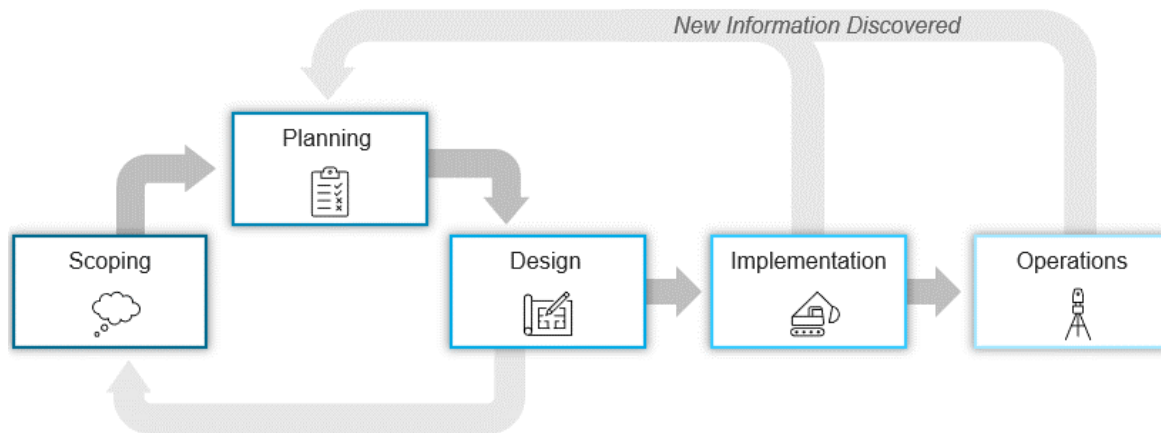 New Information Discovered
Planning
Scoping
Design
Implementation
Operations